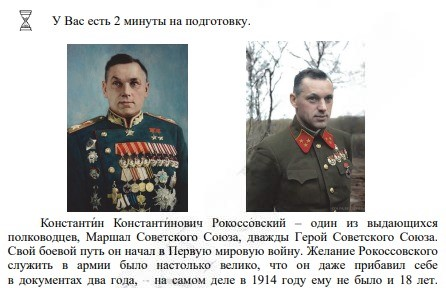 У Вас есть 2 минуты на подготовку.
Константи́н Константи́нович Рокоссо́вский – один из выдающихся
полководцев, Маршал Советского Союза, дважды Герой Советского Союза.
Свой боевой путь он начал в Первую мировую войну. Желание Рокоссовского
служить в армии было настолько велико, что он даже прибавил себе
в документах два года, – на самом деле в 1914 году ему не было и 18 лет.